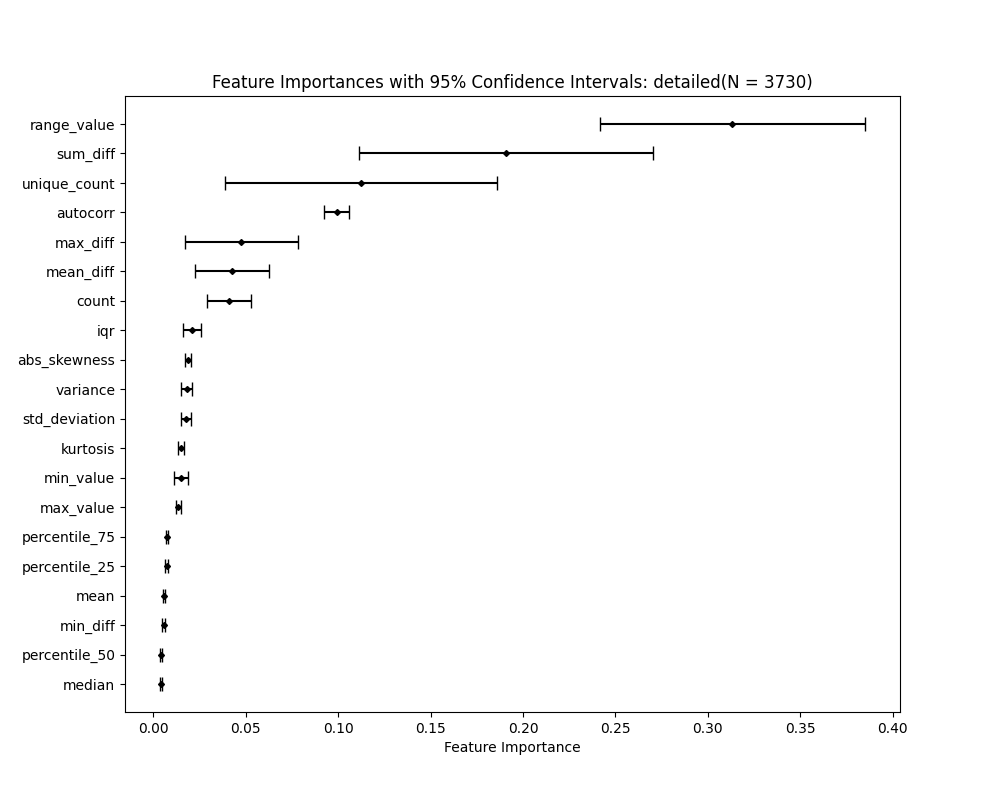 Feature Importances with 95% Confidence Intervals: detailed(N = 3730)
range_value
sum_diff
unique_count
autocorr
max_diff
mean_diff
count
iqr
abs_skewness
variance
std_deviation
kurtosis
min_value
max_value
percentile_75
percentile_25
mean
min_diff
percentile_50
median
0.00 0.05 0.10 0.15 0.20 0.25 0.30 0.35 0.40
Feature Importance